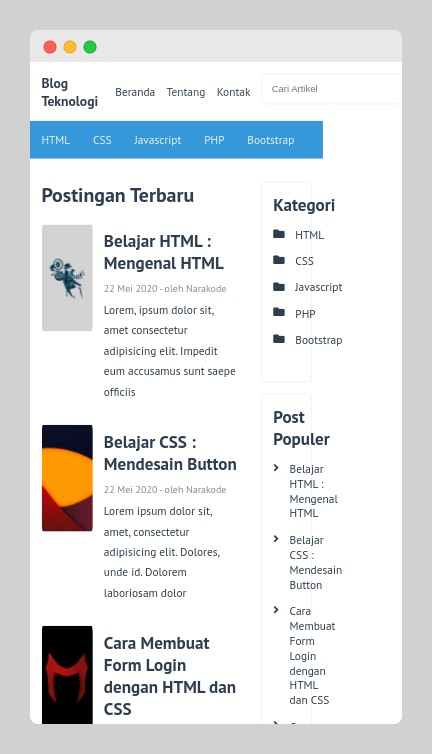 Blog
Teknologi
Beranda Tentang Kontak
Cari Artikel
HTML CSS Javascript PHP Bootstrap
Postingan Terbaru
Belajar HTML :
Mengenal HTML
22 Mei 2020 - oleh Narakode
Lorem, ipsum dolor sit,
amet consectetur
adipisicing elit. Impedit
eum accusamus sunt saepe
officiis
Belajar CSS :
Mendesain Button
22 Mei 2020 - oleh Narakode
Lorem ipsum dolor sit,
amet, consectetur
adipisicing elit. Dolores,
unde id. Dolorem
laboriosam dolor
Cara Membuat
Form Login
dengan HTML dan
CSS
Kategori
HTML
CSS
Javascript
PHP
Bootstrap
Post
Populer
Belajar
HTML :
Mengenal
HTML
Belajar
CSS :
Mendesain
Button
Cara
Membuat
Form
Login
dengan
HTML
dan CSS